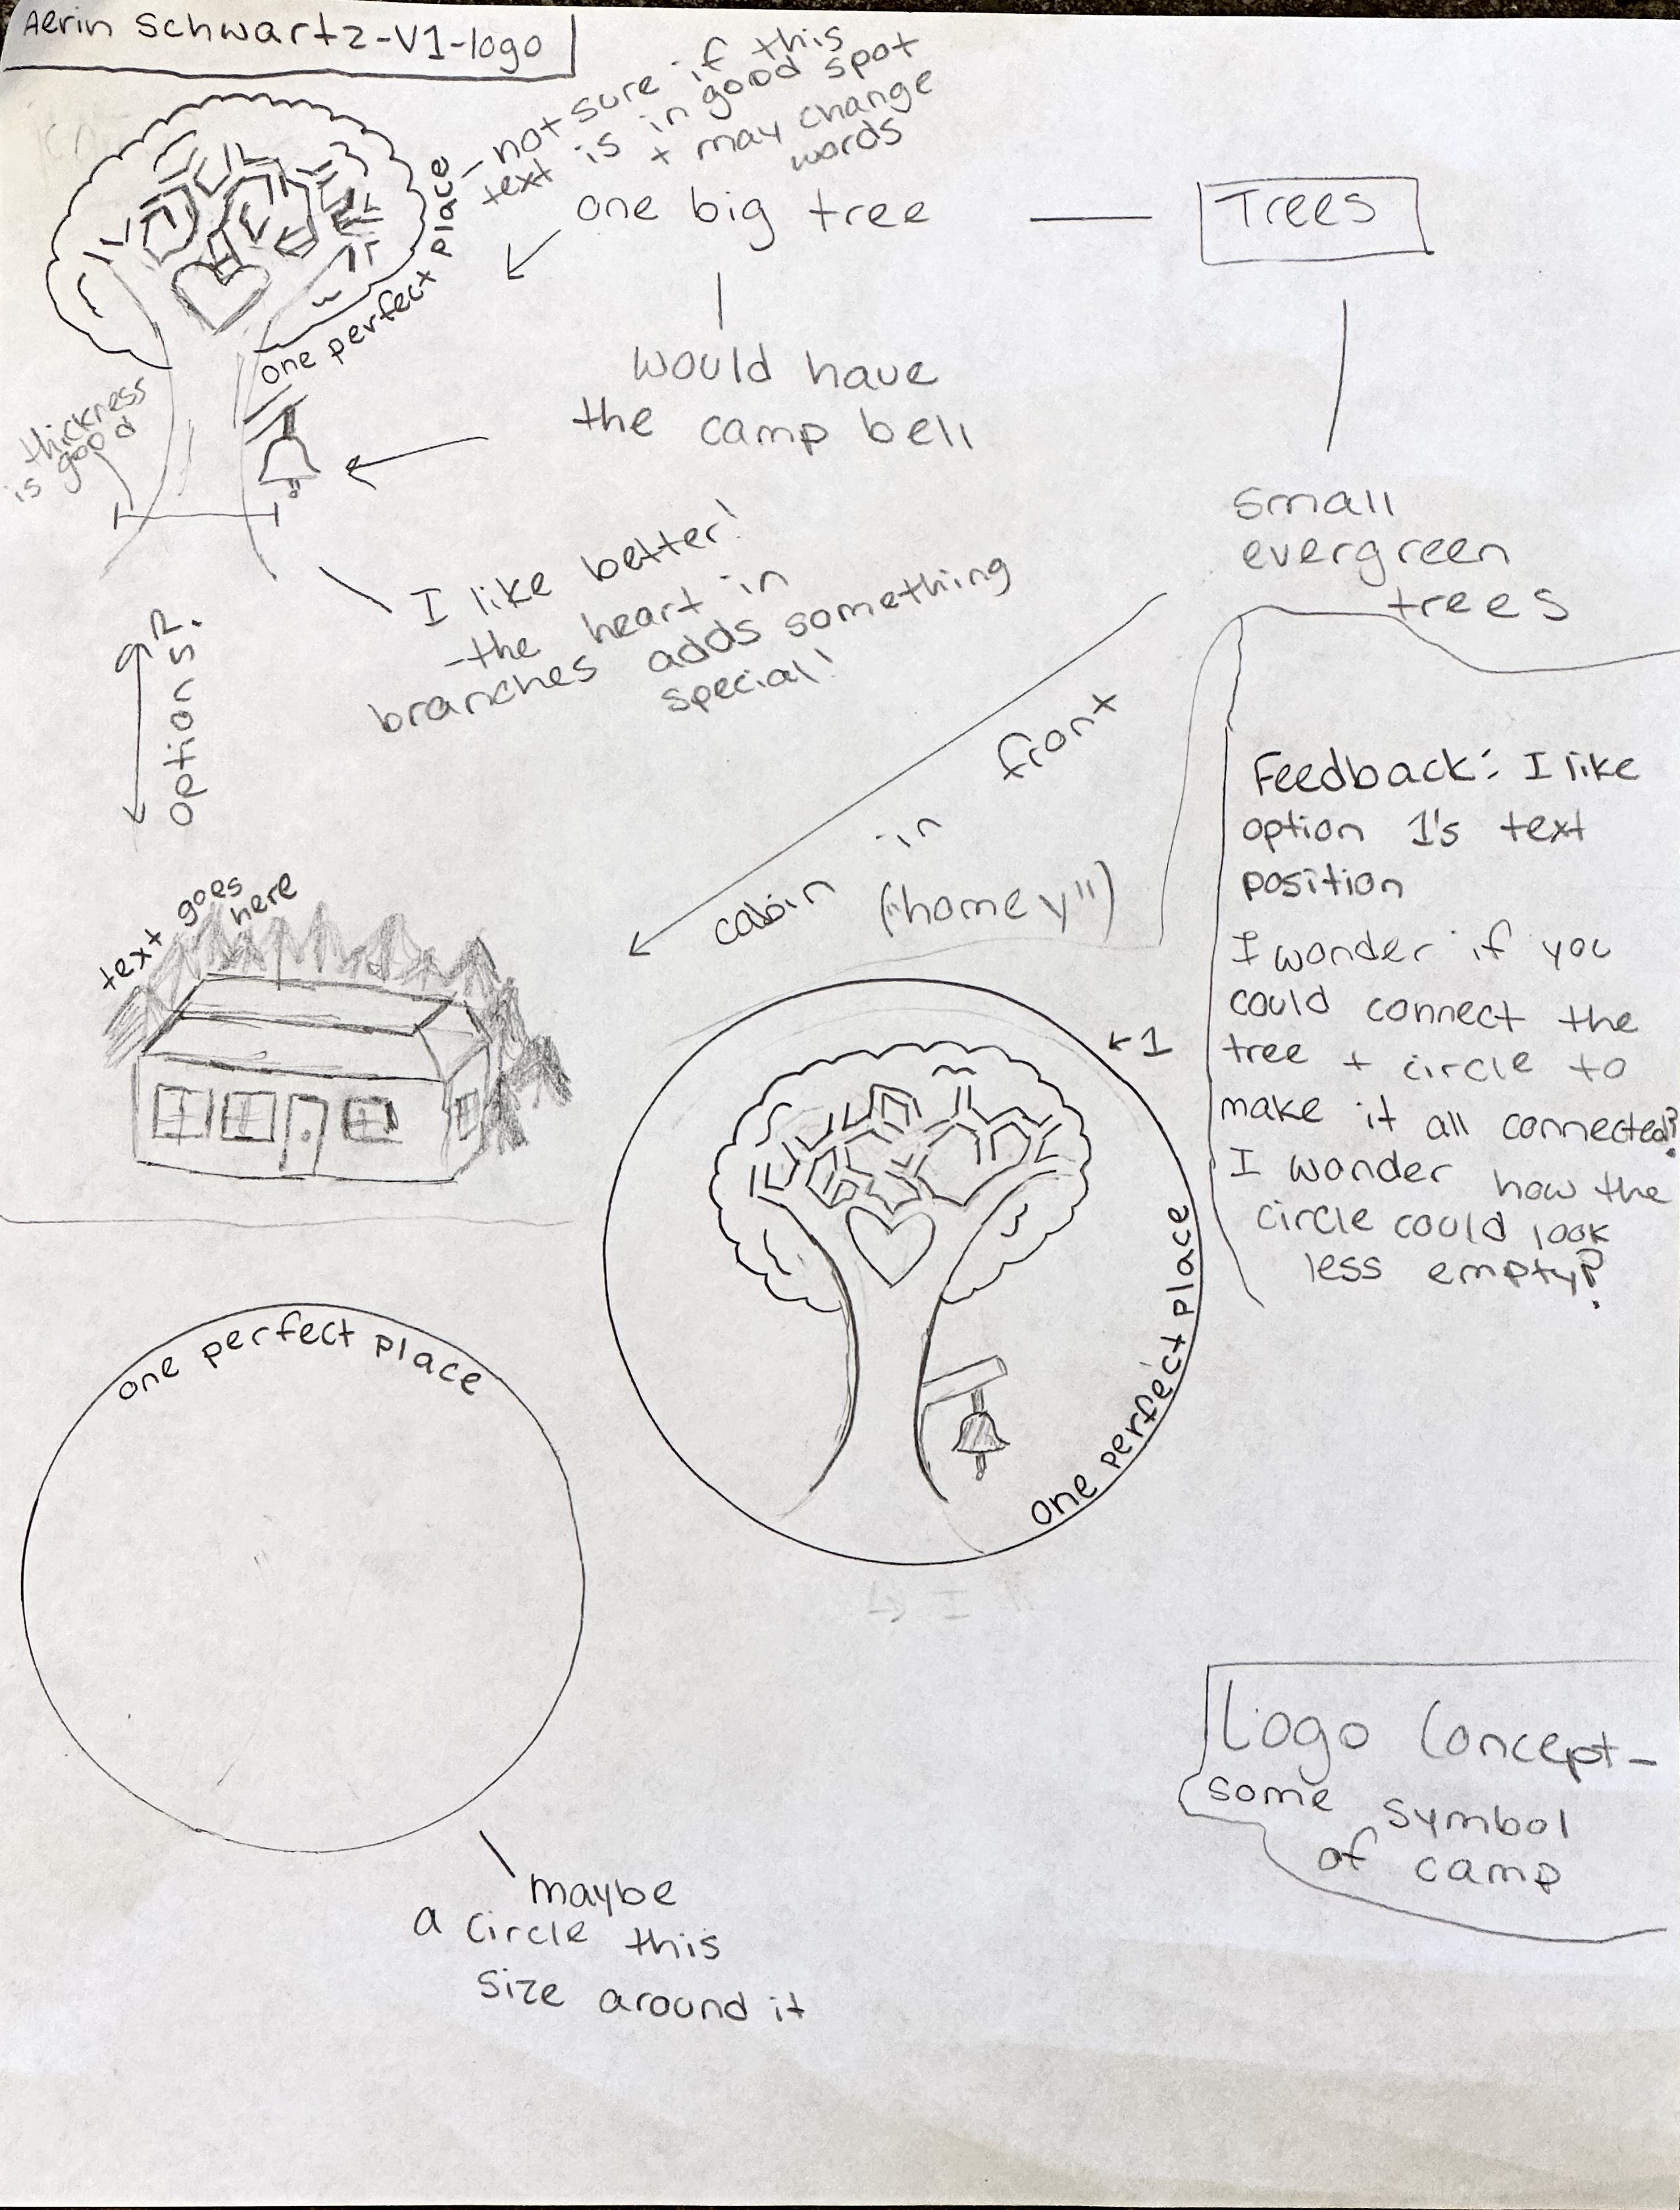 Aerin Schwartz-V1-logo
- not sure if this
text is in good spot
+ may change
words
one perfect place
one big tree
Trees
would have
the camp bell
thickness
is good
small
evergreen
trees
I like better!
-the heart in
branches adds something
special!
options
cabin in front
("homey")
text goes
here
Feedback: I like
option 1's text
position
I wonder if you
could connect the
tree + circle to
make it all connected?
I wonder how the
circle could look
less empty?
1
one perfect place
one perfect place
maybe
a circle this
size around it
Logo Concept-
some symbol
of camp